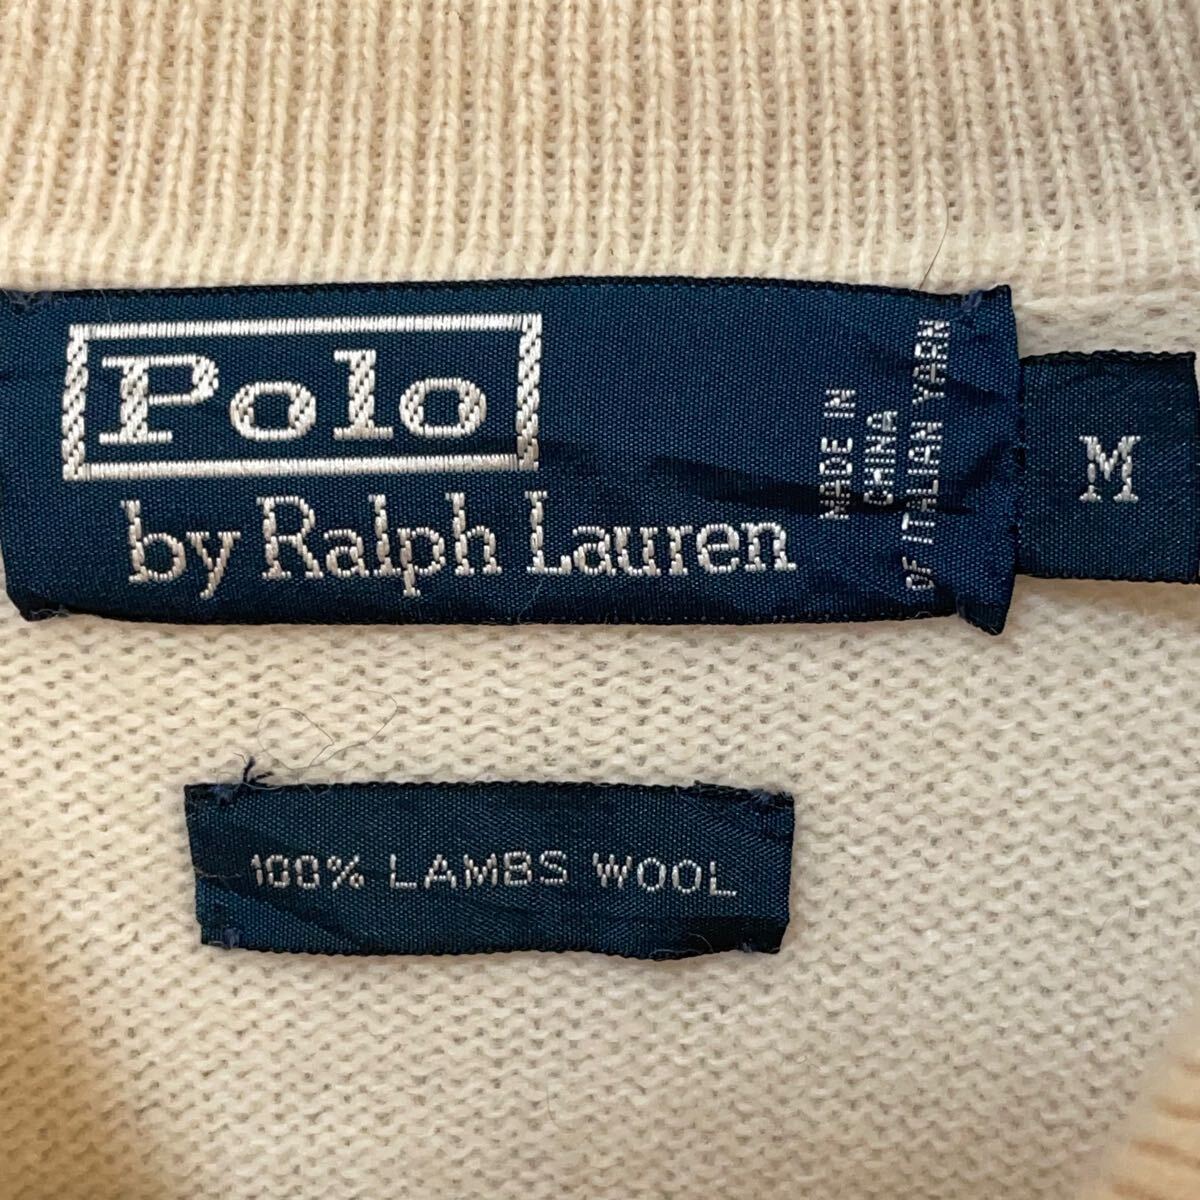 Polo
by Ralph Lauren
MADE IN
CHINA
OF ITALIAN YARN
M
100% LAMBS WOOL